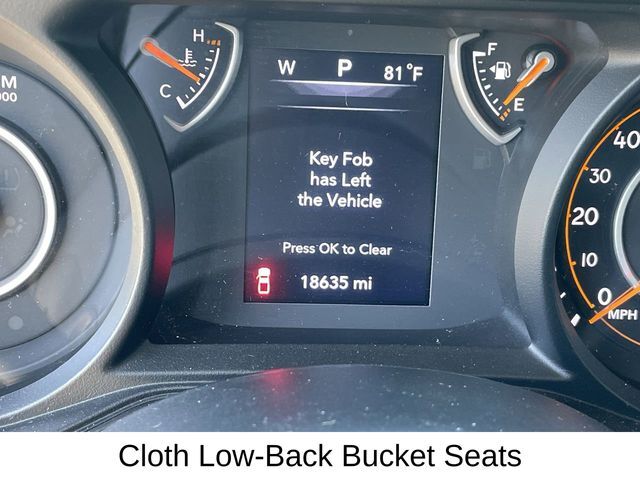 H
F
W P 81°F
C
E
M
000
Key Fob
has Left
the Vehicle
Press OK to Clear
18635 mi
40
30
20
10
0
MPH
Cloth Low-Back Bucket Seats